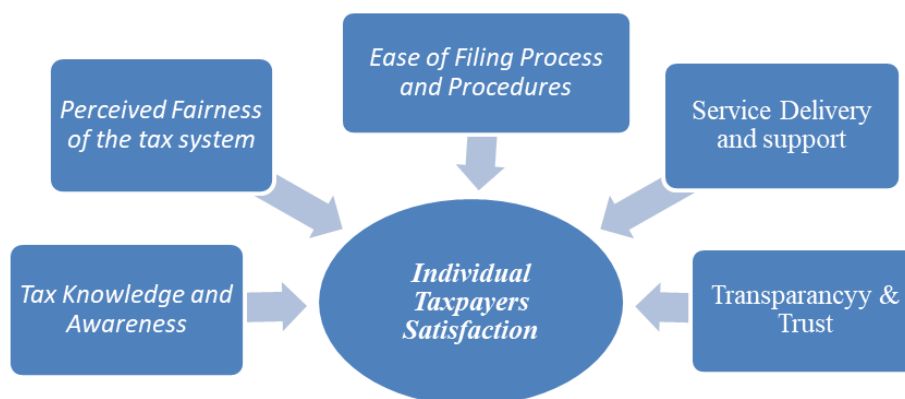 Ease of Filing Process
and Procedures
Perceived Fairness
of the tax system
Service Delivery
and support
Tax Knowledge and
Awareness
Individual
Taxpayers
Satisfaction
Transparancyy &
Trust